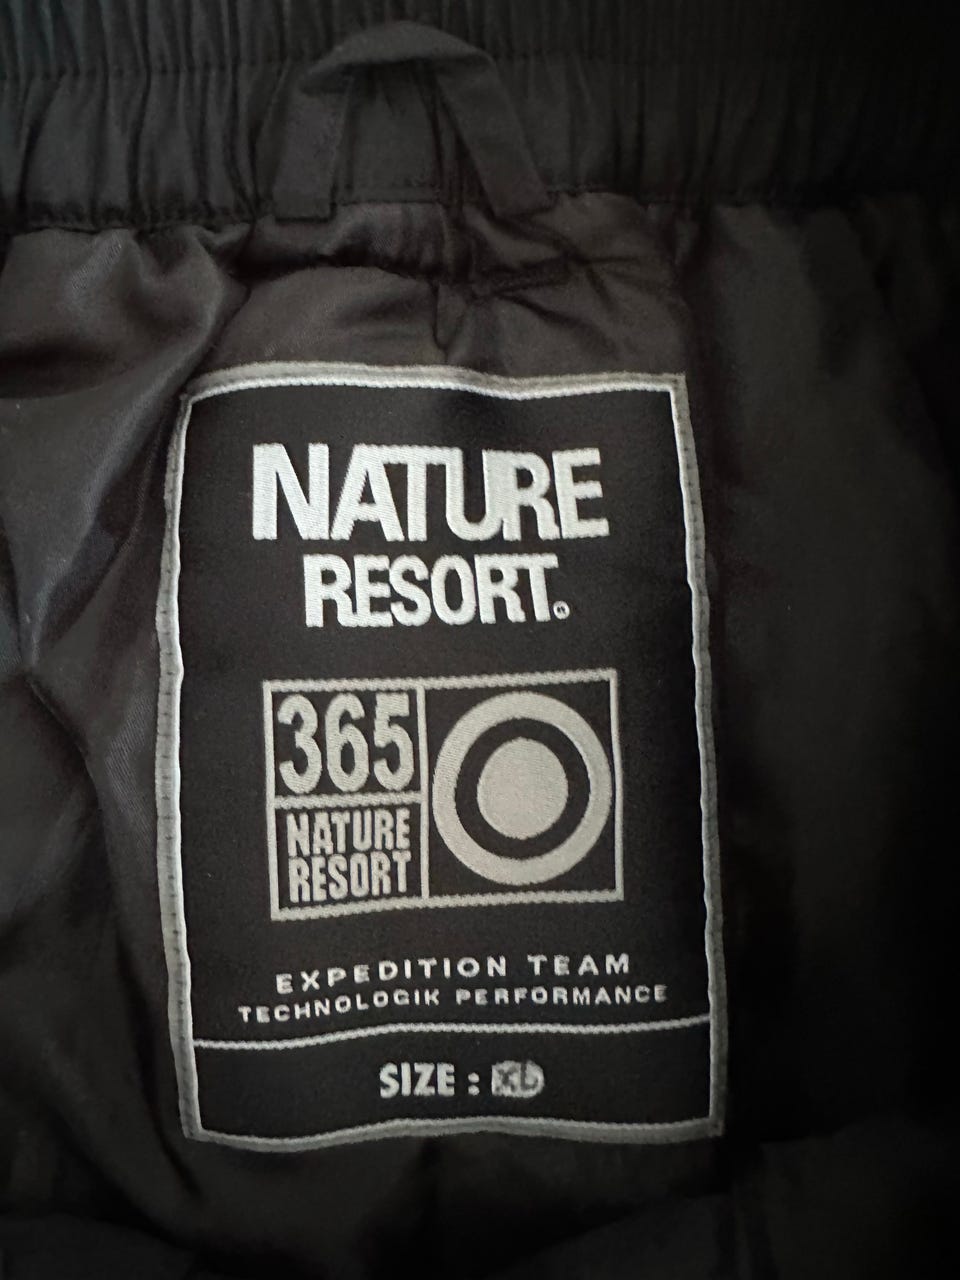 NATURE
RESORT®
365
NATURE
RESORT
EXPEDITION TEAM
TECHNOLOGIK PERFORMANCE
SIZE : XL